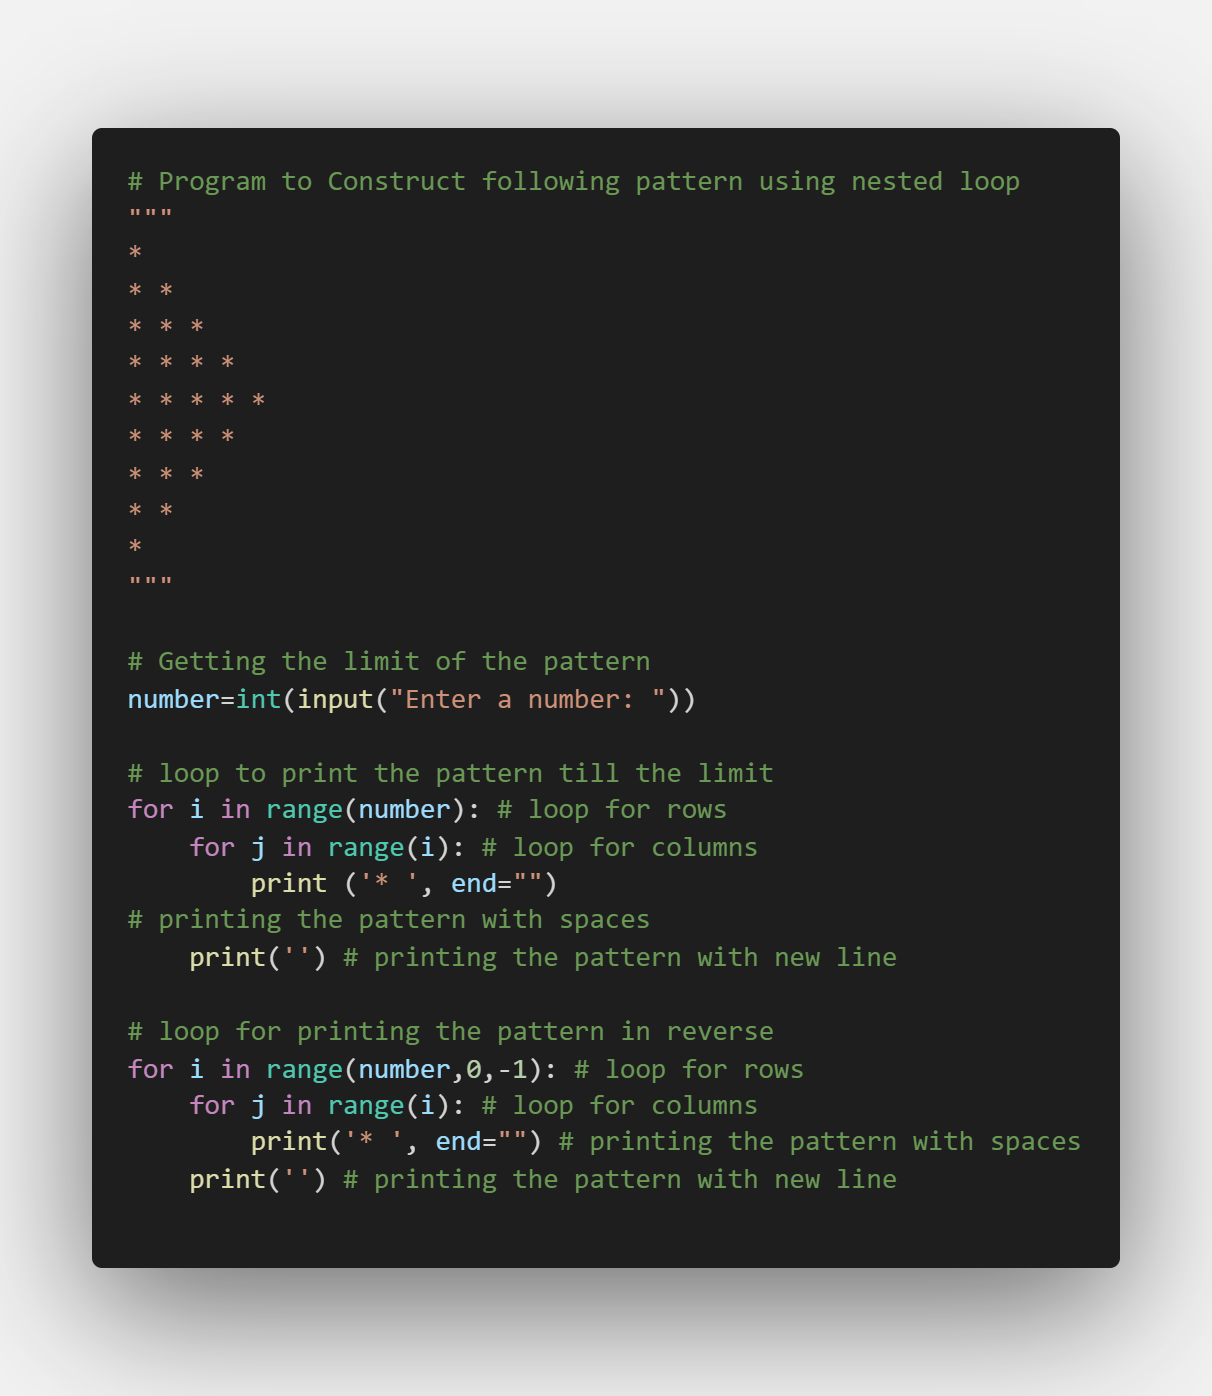 # Program to Construct following pattern using nested loop
"""
*
* *
* * *
* * * *
* * * * *
* * * *
* * *
* *
*
"""

# Getting the limit of the pattern
number=int(input("Enter a number: "))

# loop to print the pattern till the limit
for i in range(number): # loop for rows
    for j in range(i): # loop for columns
        print ('* ', end="")
# printing the pattern with spaces
    print('') # printing the pattern with new line

# loop for printing the pattern in reverse
for i in range(number,0,-1): # loop for rows
    for j in range(i): # loop for columns
        print('* ', end="") # printing the pattern with spaces
    print('') # printing the pattern with new line